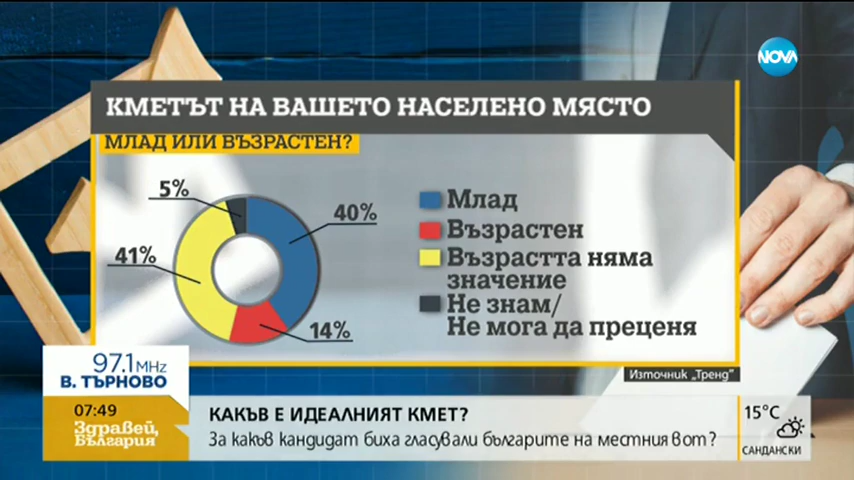 NOVA
КМЕТЪТ НА ВАШЕТО НАСЕЛЕНО МЯСТО
МЛАД ИЛИ ВЪЗРАСТЕН?
5%
40%
41%
14%
Млад
Възрастен
Възрастта няма
значение
Не знам/
Не мога да преценя
Източник „Тренд"
97.1 MHz
В. ТЪРНОВО
07:49
Здравей,
България
КАКЪВ Е ИДЕАЛНИЯТ КМЕТ?
За какъв кандидат биха гласували българите на местния вот?
15°C
САНДАНСКИ